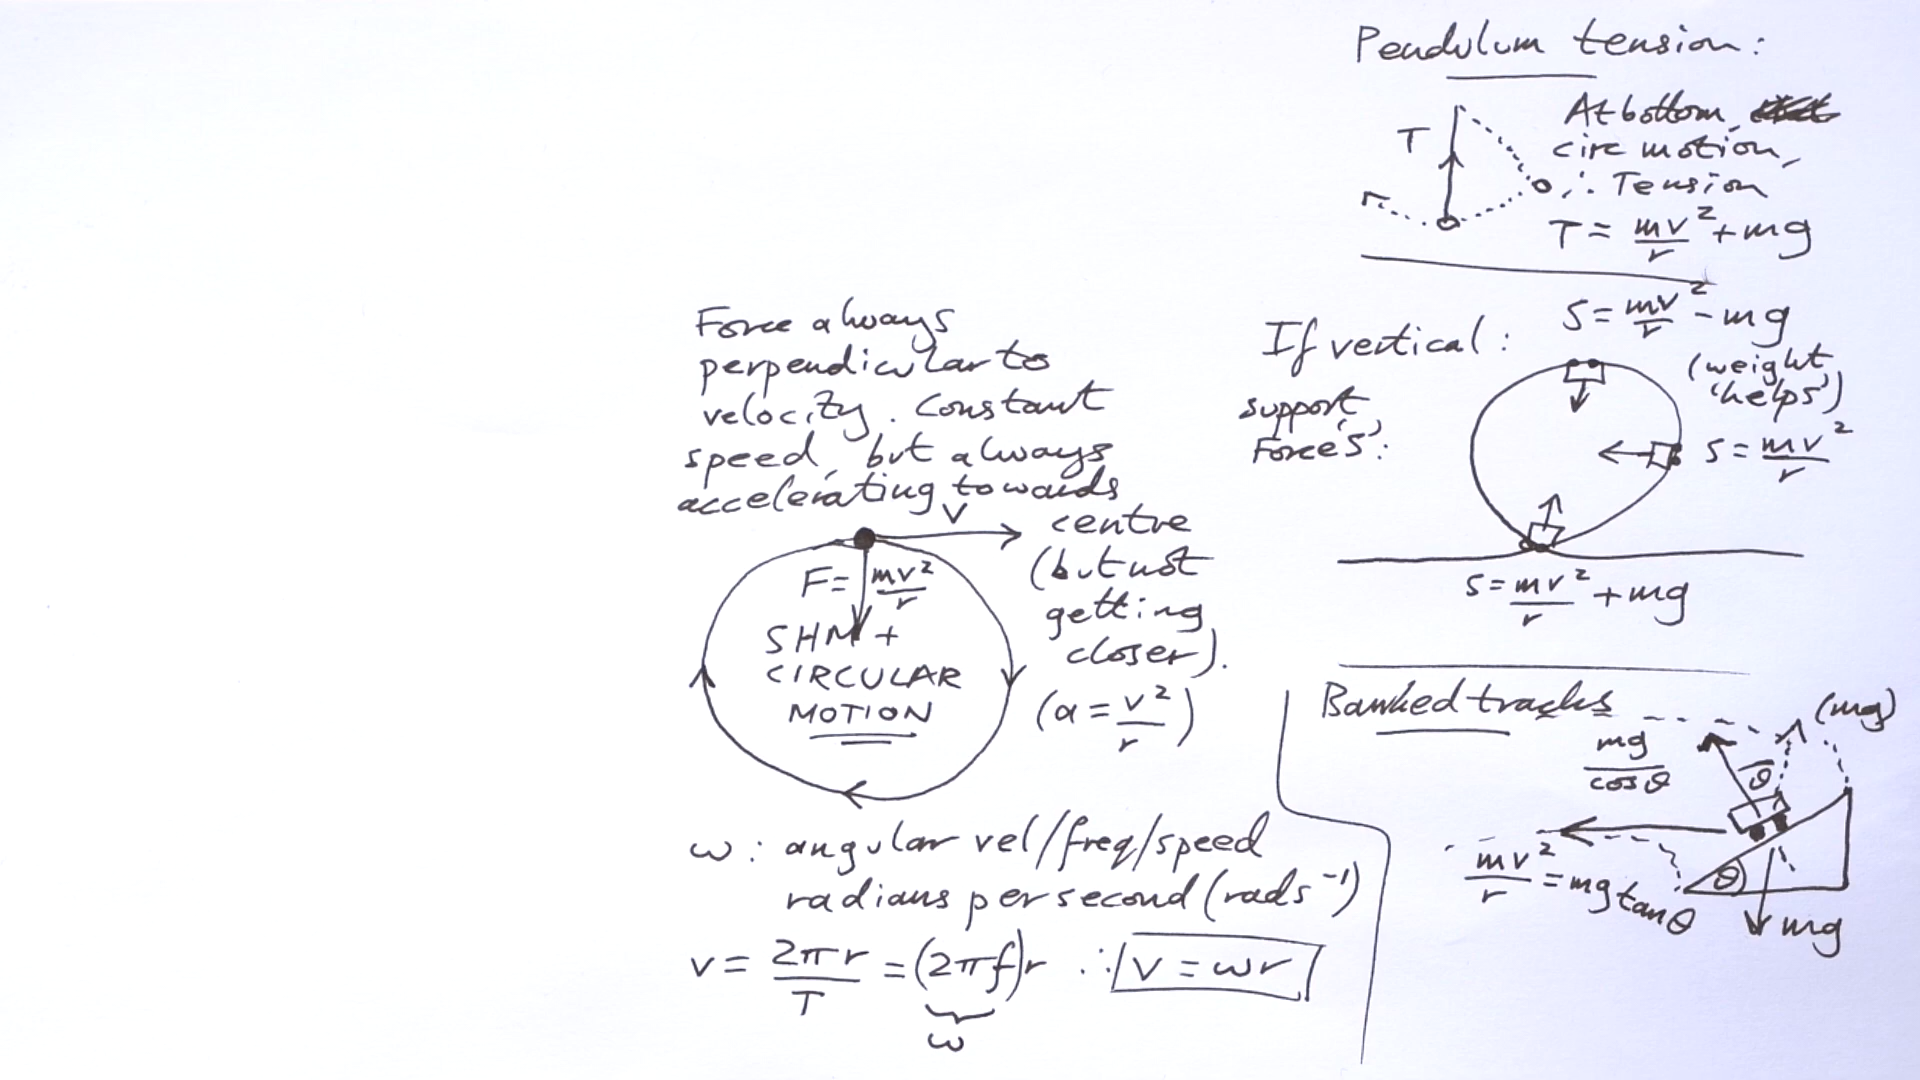 Force always
perpendicular to
velocity. Constant
speed, but always
accelerating towards
centre
(but not
getting
closer).
(a = v²/r)
V
F = mv²/r
SHM +
CIRCULAR
MOTION
ω : angular vel/freq/speed
radians per second (rads⁻¹)
v = 2πr/T = (2πf)r ∴ v = ωr
ω
Pendulum tension:
T
At bottom,
circ motion,
∴ Tension
T = mv²/r + mg
If vertical:
S = mv²/r - mg
(weight
'helps')
support
Force 'S':
S = mv²/r
S = mv²/r + mg
Banked tracks
(mg)
mg/cosθ
θ
mv²/r = mg tanθ
θ
mg